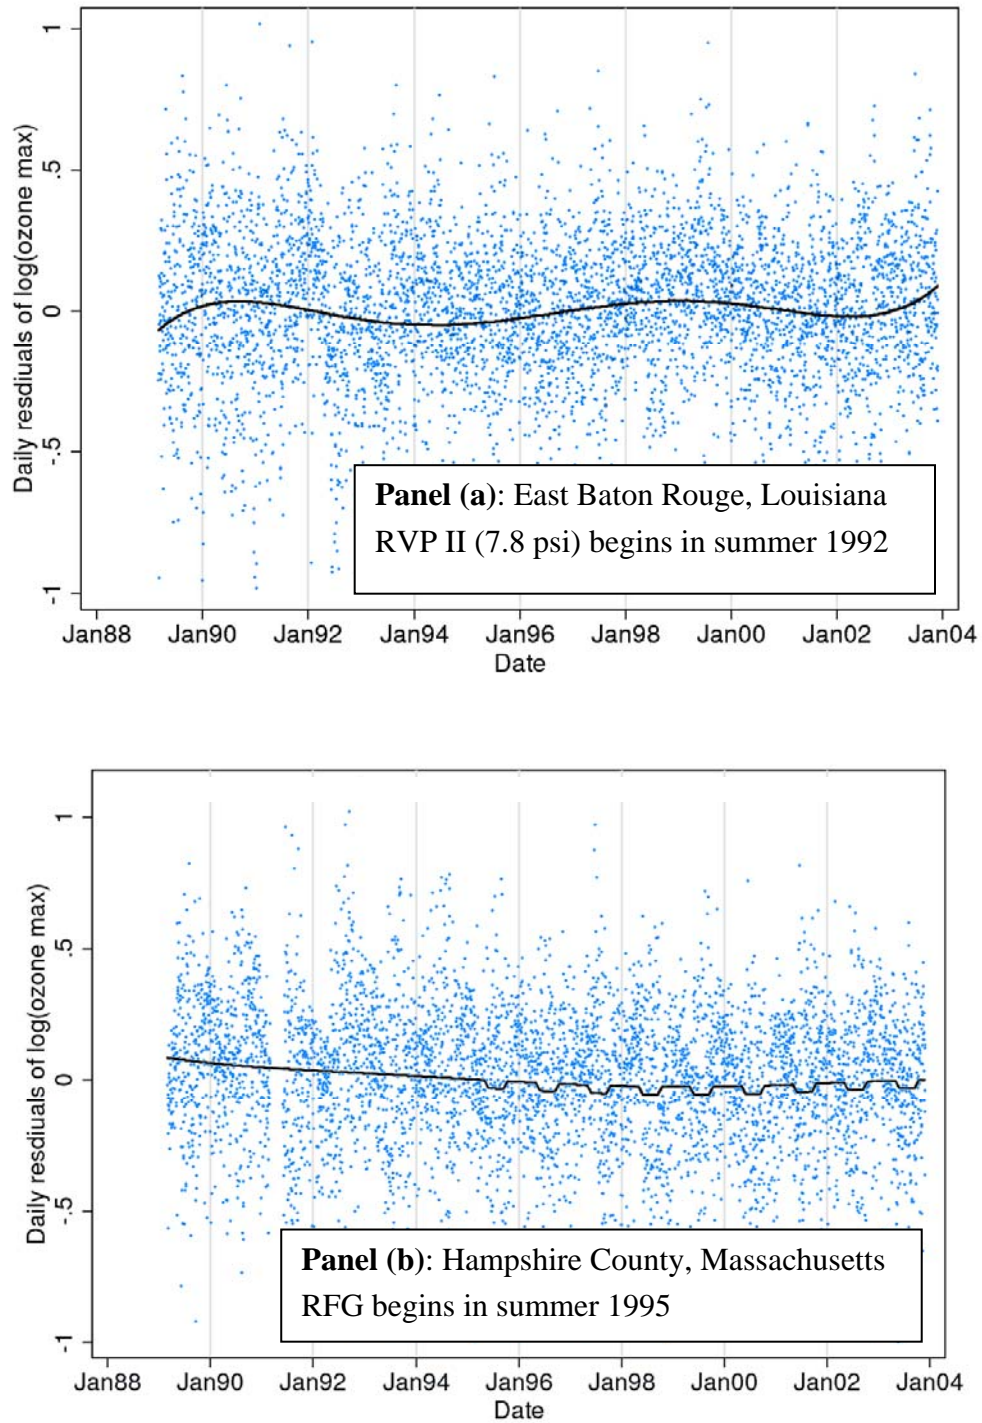 Daily resdiuals of log(ozone max)
1
.5
0
-.5
-1
Panel (a): East Baton Rouge, Louisiana
RVP II (7.8 psi) begins in summer 1992
Jan88 Jan90 Jan92 Jan94 Jan96 Jan98 Jan00 Jan02 Jan04
Date
Daily resdiuals of log(ozone max)
1
.5
0
-.5
-1
Panel (b): Hampshire County, Massachusetts
RFG begins in summer 1995
Jan88 Jan90 Jan92 Jan94 Jan96 Jan98 Jan00 Jan02 Jan04
Date